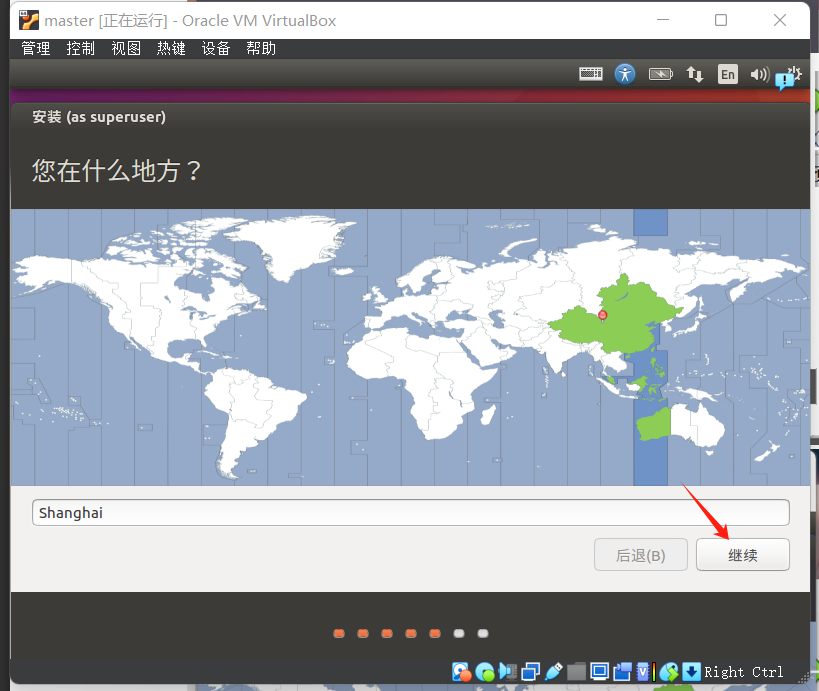 master [正在运行] - Oracle VM VirtualBox
管理 控制 视图 热键 设备 帮助
En
安装 (as superuser)
您在什么地方？
Shanghai
后退(B) 继续
Right Ctrl